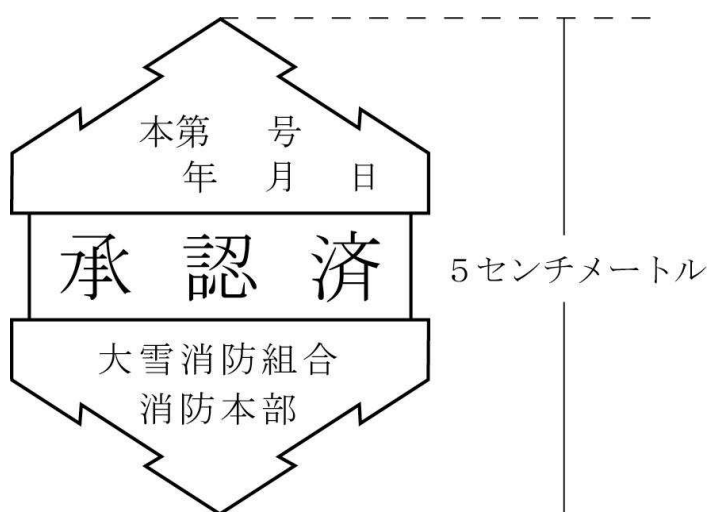 本第　　号
年　月　日
承　認　済
５センチメートル
大雪消防組合
消防本部